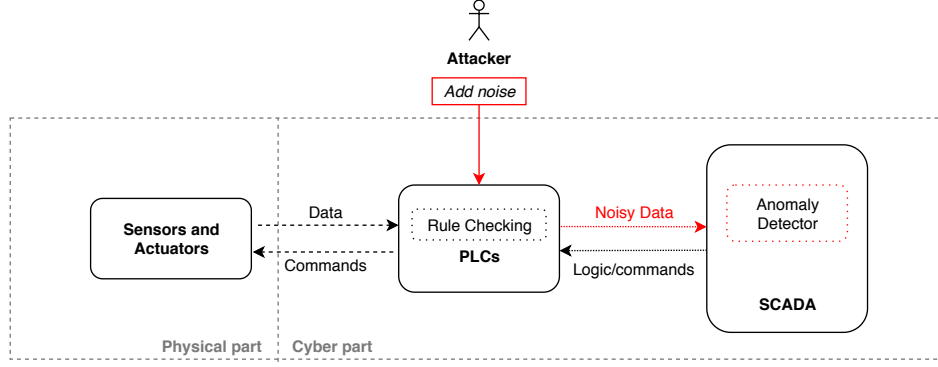 Attacker
Add noise
Sensors and
Actuators
Data
Commands
Rule Checking
PLCs
Noisy Data
Logic/commands
Anomaly
Detector
SCADA
Physical part
Cyber part